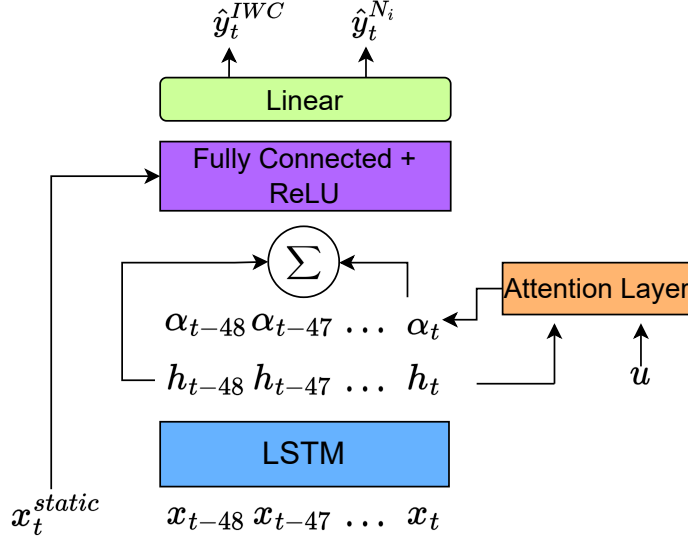 ŷ_t^{IWC} ŷ_t^{N_i}
Linear
Fully Connected +
ReLU
∑
Attention Layer
α_{t−48} α_{t−47} ... α_t
h_{t−48} h_{t−47} ... h_t
u
LSTM
x_t^{static}
x_{t−48} x_{t−47} ... x_t